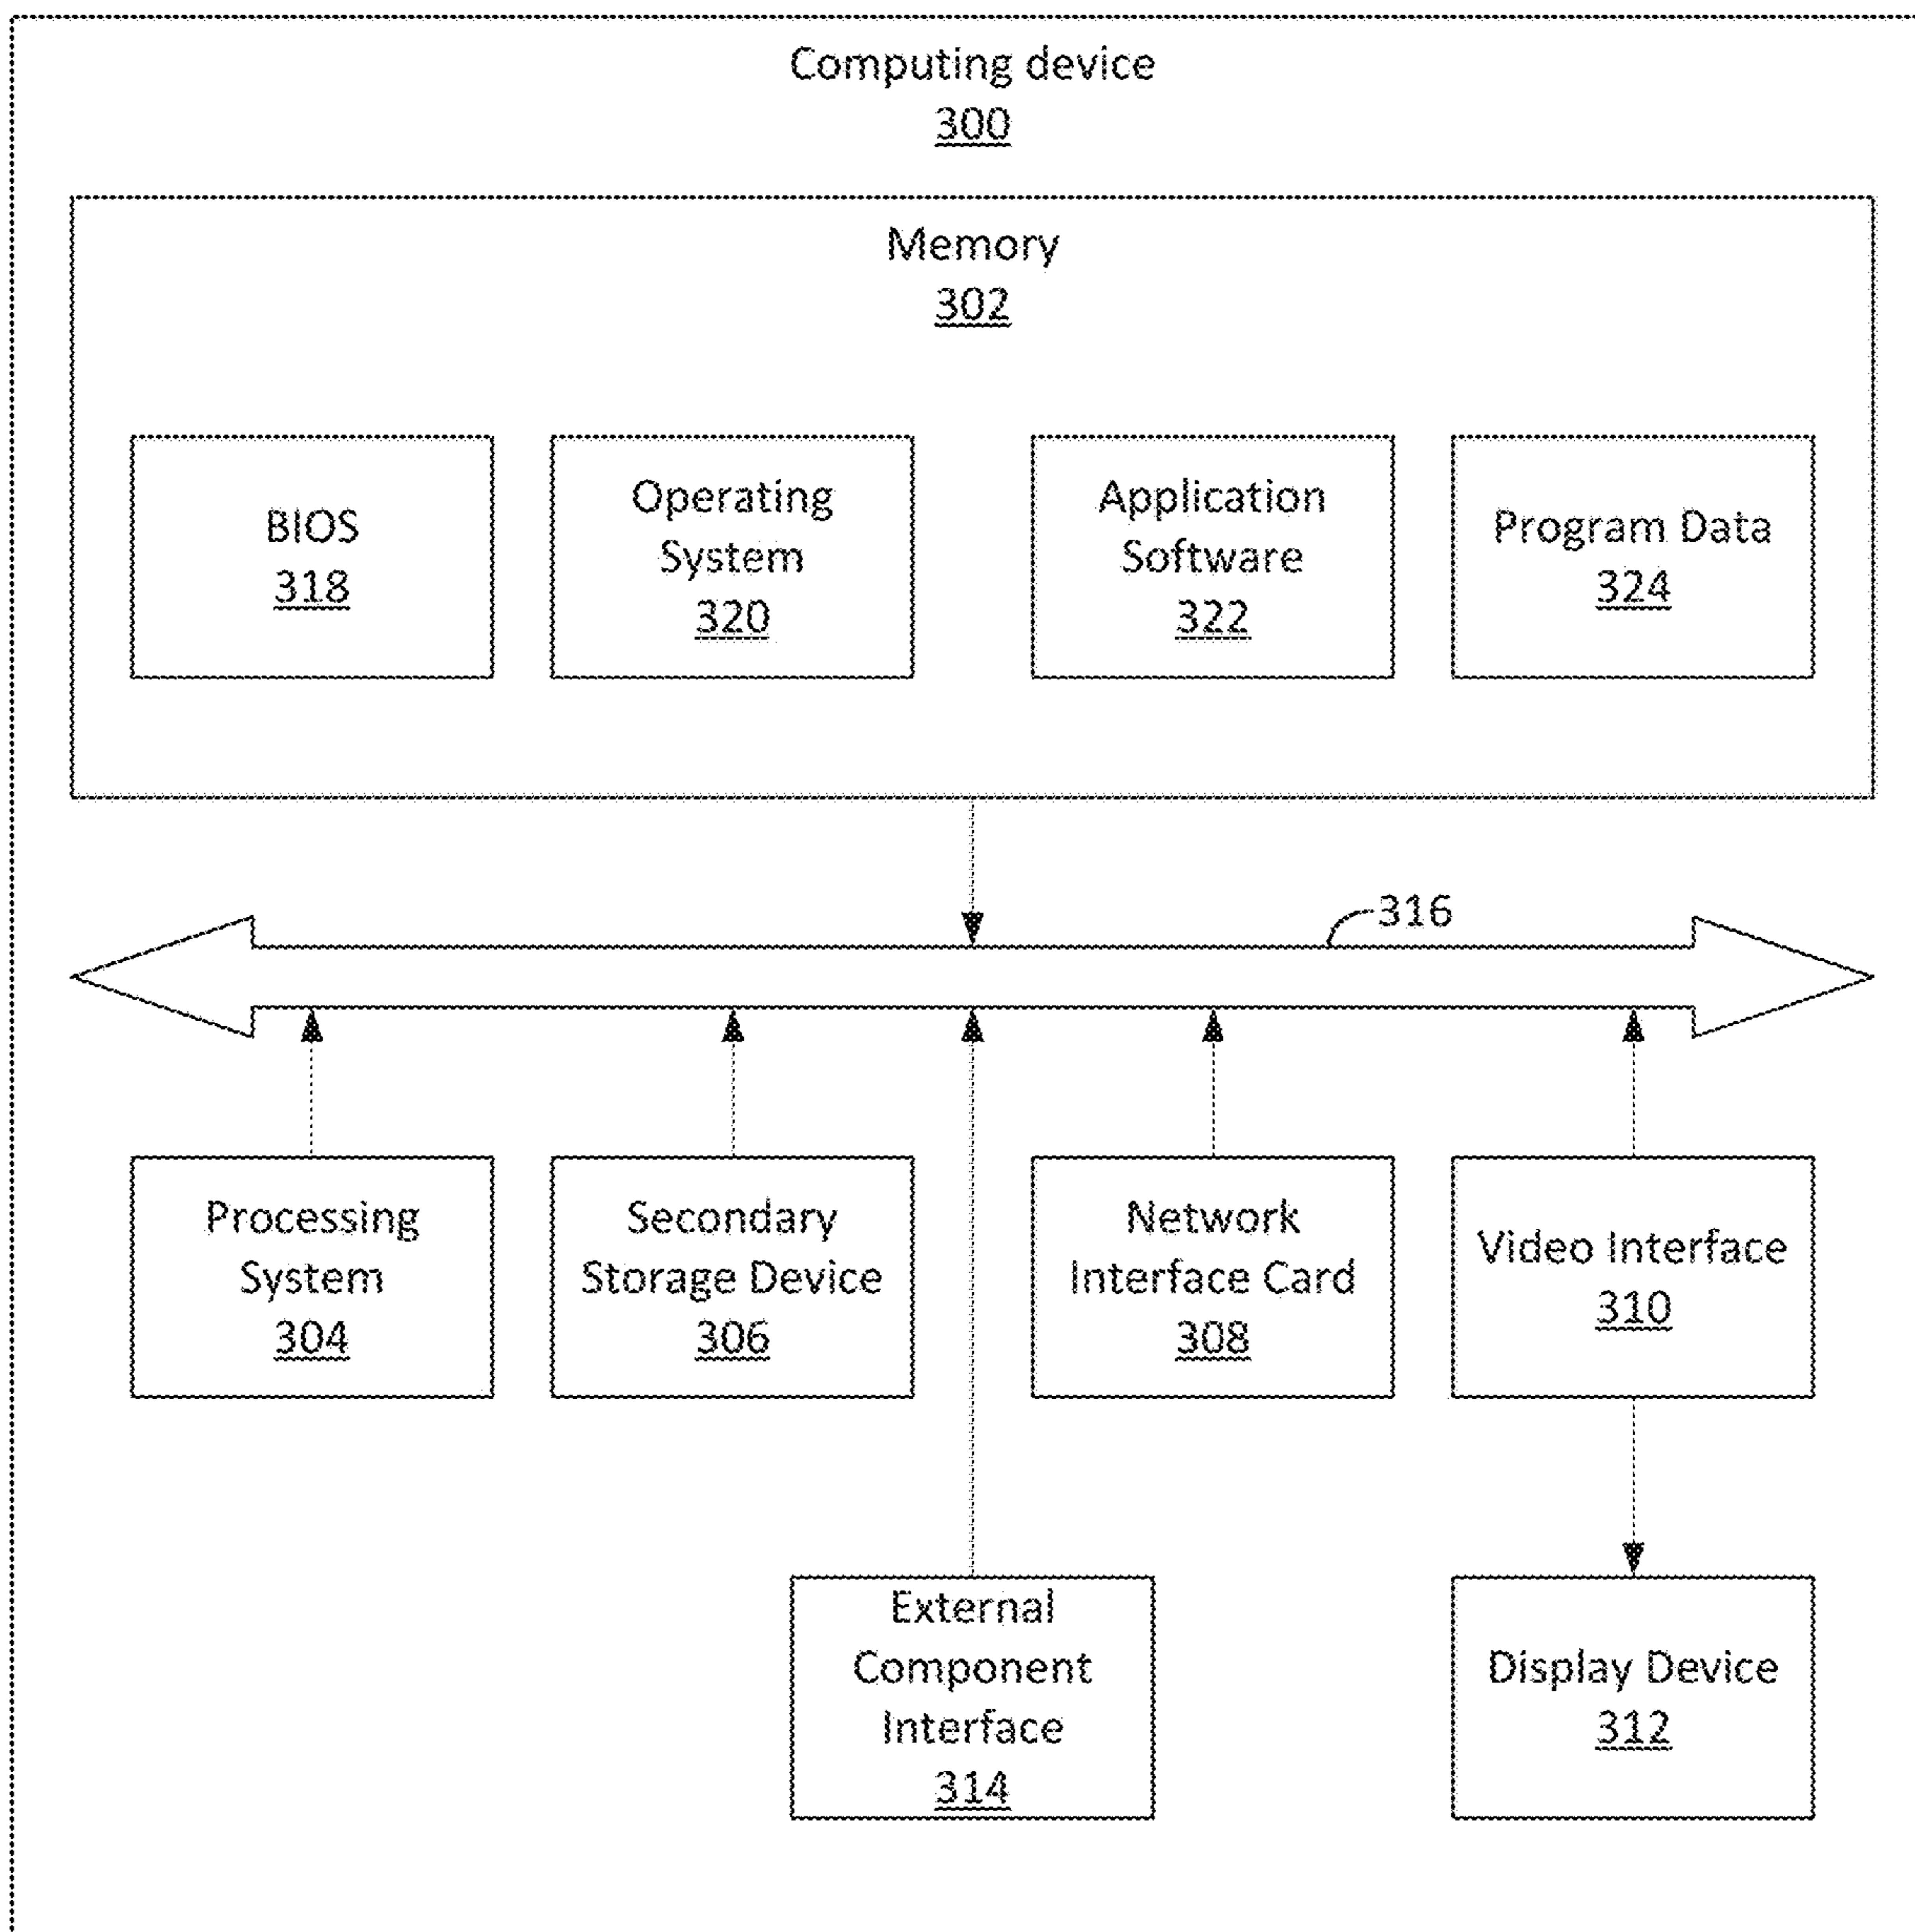 Computing device
300
Memory
302
BIOS
318
Operating
System
320
Application
Software
322
Program Data
324
316
Processing
System
304
Secondary
Storage Device
306
Network
Interface Card
308
Video Interface
310
External
Component
Interface
314
Display Device
312